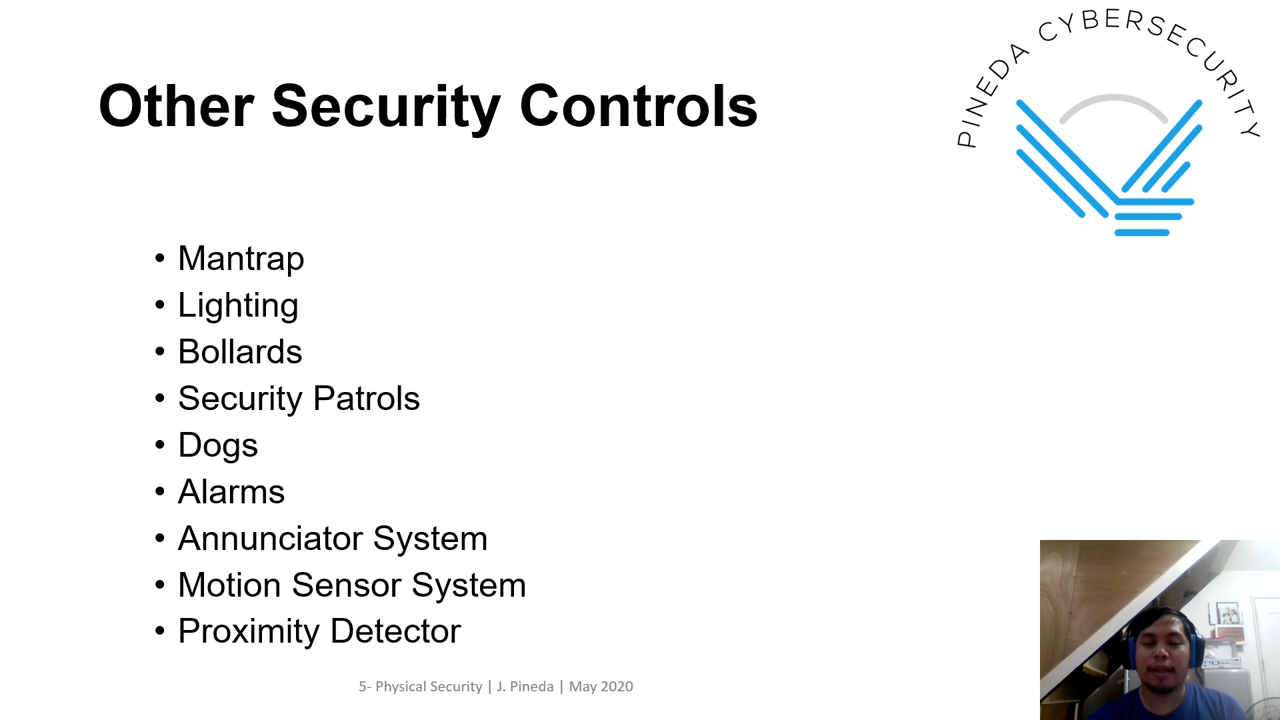 PINEDA CYBERSECURITY
Other Security Controls
• Mantrap
• Lighting
• Bollards
• Security Patrols
• Dogs
• Alarms
• Annunciator System
• Motion Sensor System
• Proximity Detector
5- Physical Security | J. Pineda | May 2020